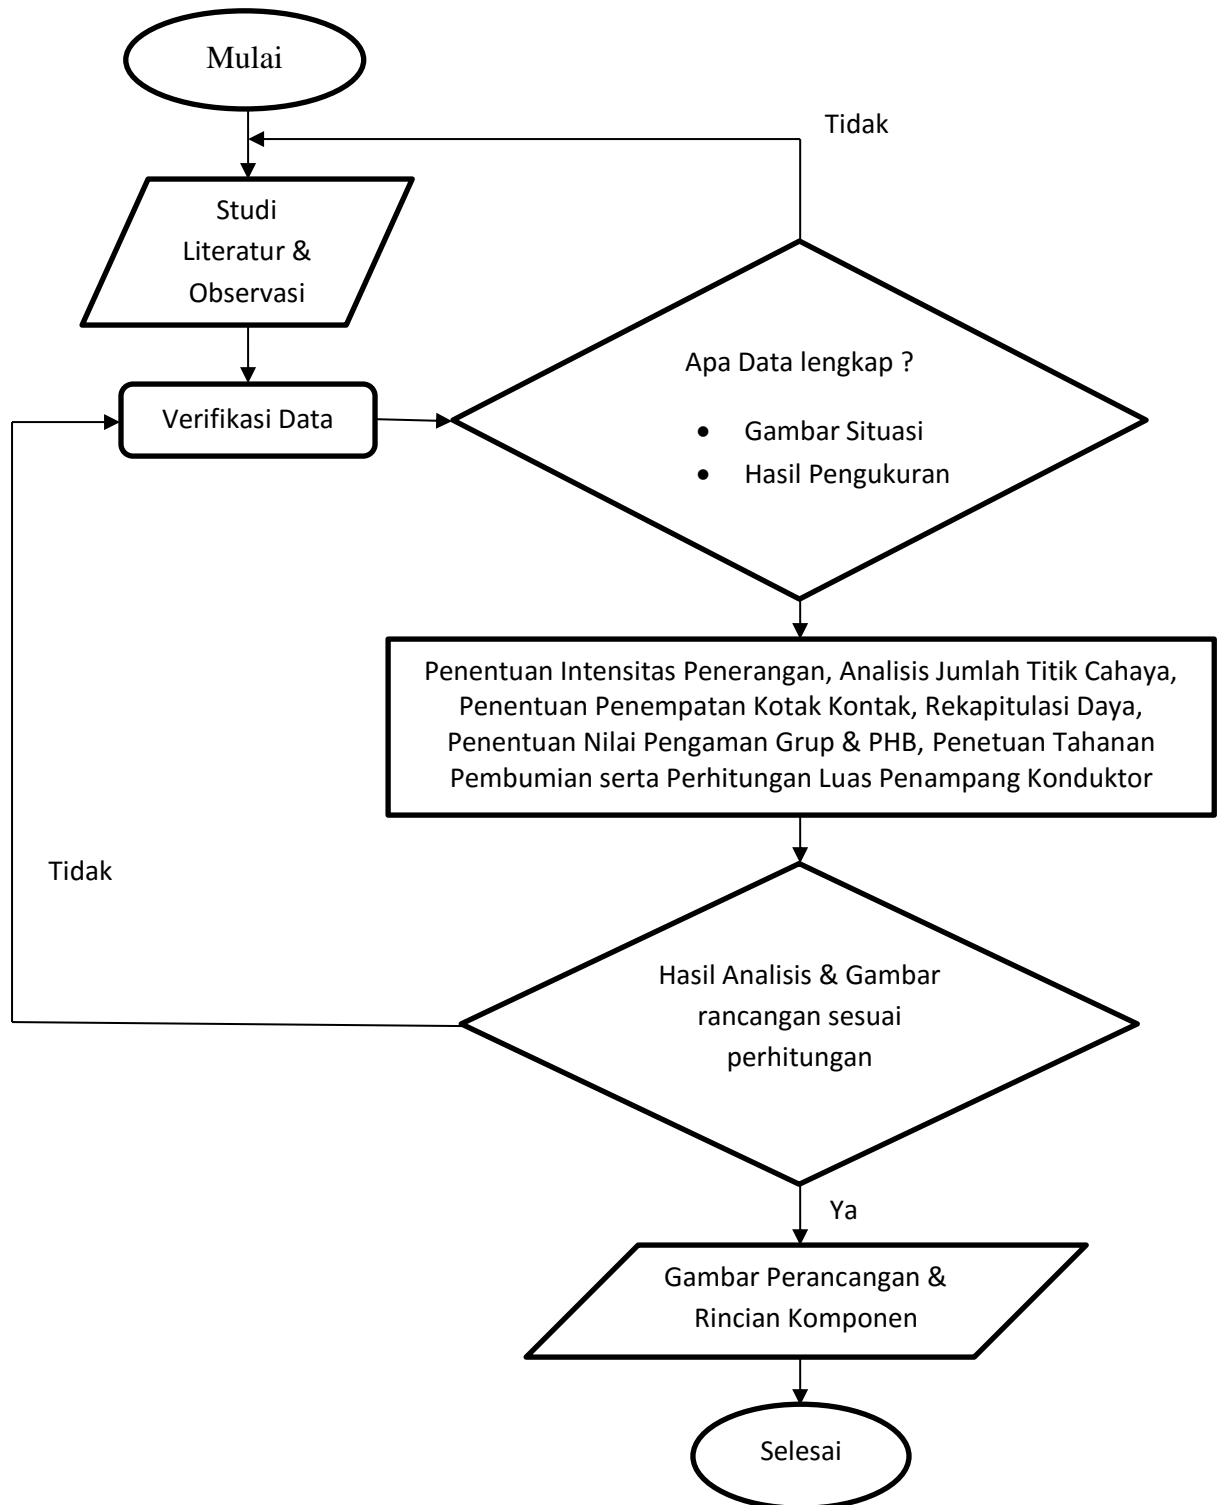 Mulai
Tidak
Studi
Literatur &
Observasi
Apa Data lengkap ?
Verifikasi Data
• Gambar Situasi
• Hasil Pengukuran
Penentuan Intensitas Penerangan, Analisis Jumlah Titik Cahaya,
Penentuan Penempatan Kotak Kontak, Rekapitulasi Daya,
Penentuan Nilai Pengaman Grup & PHB, Penetuan Tahanan
Pembumian serta Perhitungan Luas Penampang Konduktor
Tidak
Hasil Analisis & Gambar
rancangan sesuai
perhitungan
Ya
Gambar Perancangan &
Rincian Komponen
Selesai